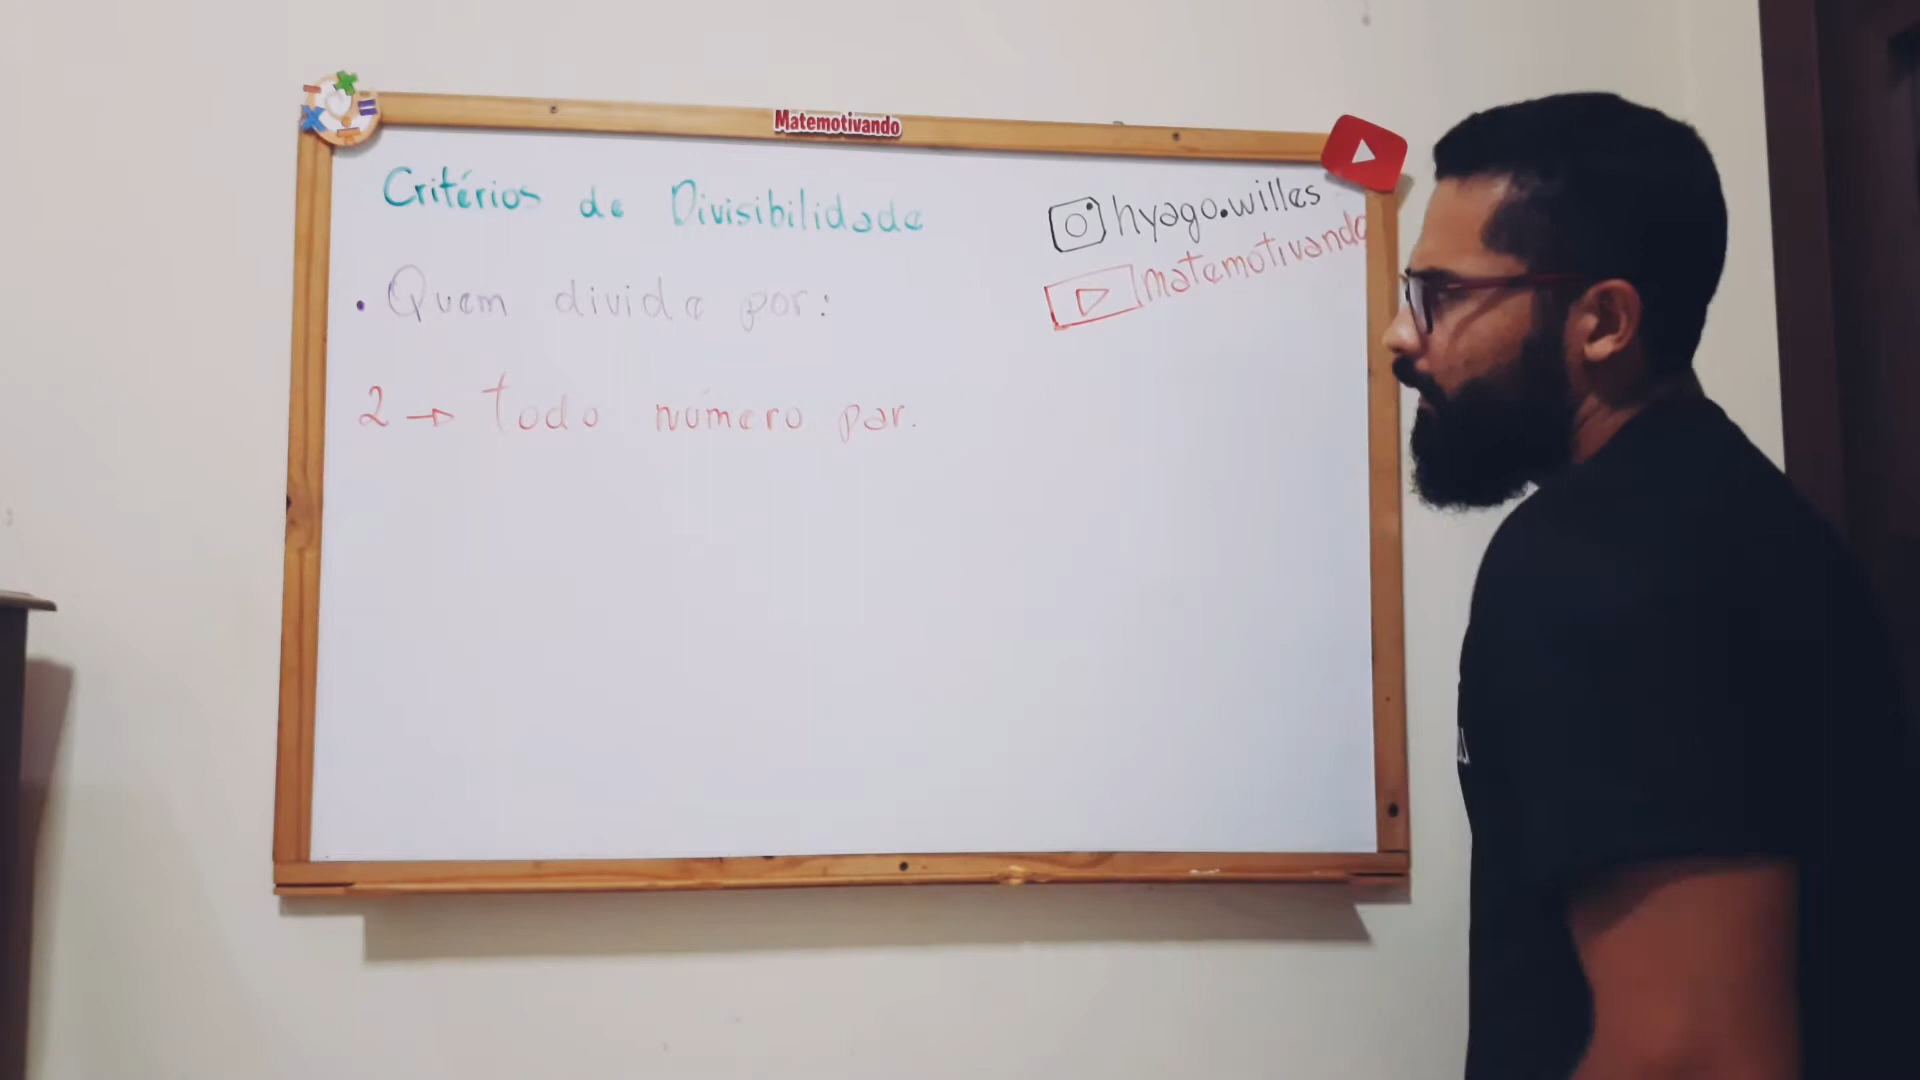 Matemotivando
Critérios de Divisibilidade
hyago.willes
matemotivando
• Quem divide por:
2 → todo número par.